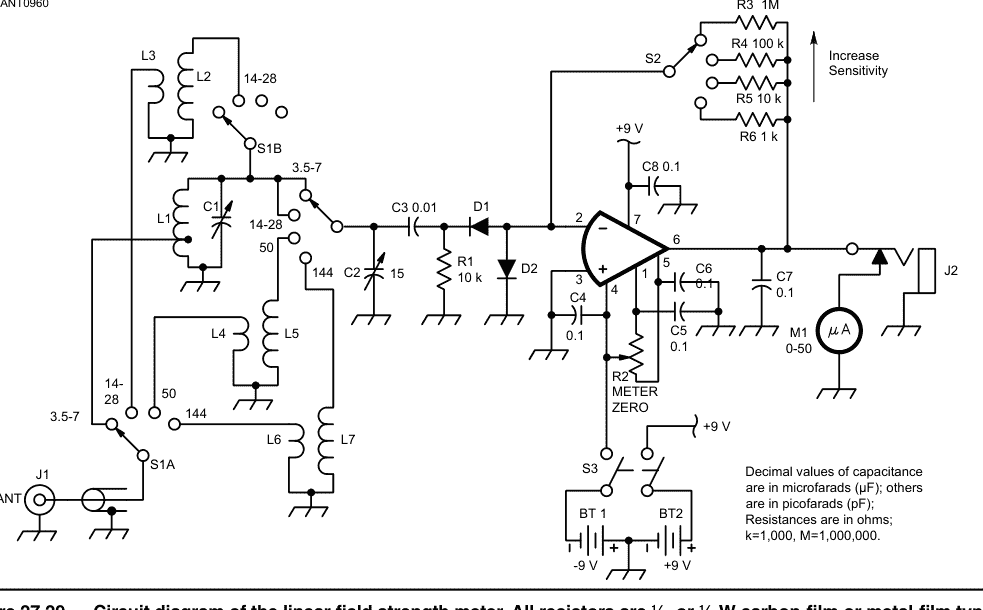 ANT0960
R3 1M
R4 100 k
R5 10 k
R6 1 k
S2
Increase
Sensitivity
L3
L2
14-28
S1B
+9 V
C8 0.1
3.5-7
L1
C1
14-28
50
144
C3 0.01
D1
D2
R1
10 k
C2
15
2
7
6
3
4
1
5
C4
0.1
C6
0.1
C5
0.1
C7
0.1
J2
M1
0-50
μA
R2
METER
ZERO
L4
L5
14-
28
50
3.5-7
144
S1A
L6
L7
J1
ANT
S3
+9 V
BT 1
BT2
-9 V
+9 V
Decimal values of capacitance
are in microfarads (µF); others
are in picofarads (pF);
Resistances are in ohms;
k=1,000, M=1,000,000.
Circuit diagram of the linear field strength meter. All resistors are